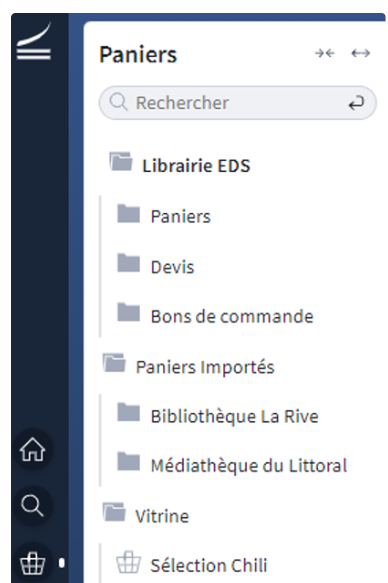 Paniers
Rechercher
Librairie EDS
Paniers
Devis
Bons de commande
Paniers Importés
Bibliothèque La Rive
Médiathèque du Littoral
Vitrine
Sélection Chili